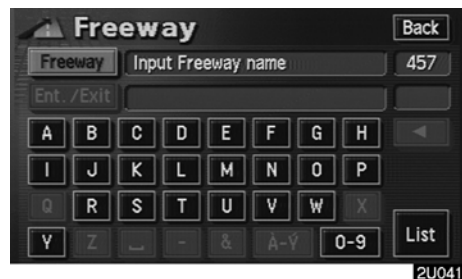 Freeway Back
Freeway Input Freeway name 457
Ent./Exit
A B C D E F G H
I J K L M N O P
Q R S T U V W X
Y Z - & À-Ý 0-9 List
2U041